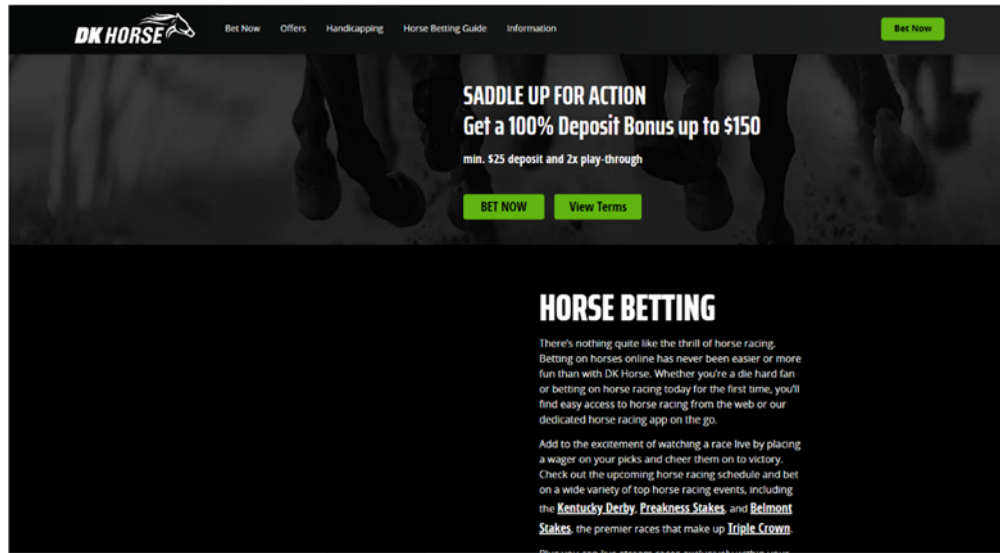 DK HORSE
Bet Now
Offers
Handicapping
Horse Betting Guide
Information
Bet Now
SADDLE UP FOR ACTION
Get a 100% Deposit Bonus up to $150
min. $25 deposit and 2x play-through
BET NOW
View Terms
HORSE BETTING
There's nothing quite like the thrill of horse racing.
Betting on horses online has never been easier or more
fun than with DK Horse. Whether you're a die hard fan
or betting on horse racing today for the first time, you'll
find easy access to horse racing from the web or our
dedicated horse racing app on the go.
Add to the excitement of watching a race live by placing
a wager on your picks and cheer them on to victory.
Check out the upcoming horse racing schedule and bet
on a wide variety of top horse racing events, including
the Kentucky Derby, Preakness Stakes, and Belmont
Stakes, the premier races that make up Triple Crown.